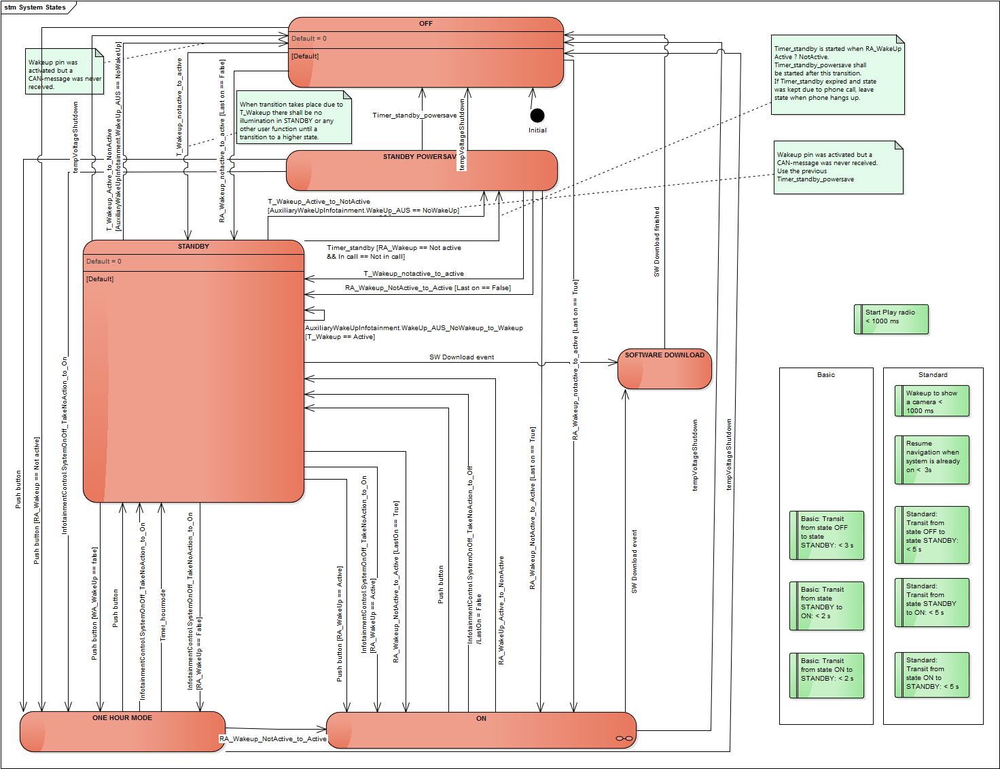 stm System States
OFF
Default = 0
[Default]
Wakeup pin was
activated but a
CAN-message was never
received.
Timer_standby is started when RA_WakeUp
Active ? NotActive.
Timer_standby_powersave shall
be started after this transition.
If Timer_standby expired and state
was kept due to phone call, leave
state when phone hangs up.
When transition takes place due to
T_Wakeup there shall be no
illumination in STANDBY or any
other user function until a
transition to a higher state.
Timer_standby_powersave
tempVoltageShutdown
Initial
tempVoltageShutdown
T_Wakeup_Active_to_NonActive
[AuxiliaryWakeUpInfotainment.WakeUp_AUS == NoWakeUp]
T_Wakeup_notactive_to_active
RA_Wakeup_notactive_to_active [Last on == False]
STANDBY POWERSAV
Wakeup pin was activated but a
CAN-message was never received.
Use the previous
Timer_standby_powersave
T_Wakeup_Active_to_NotActive
[AuxiliaryWakeUpInfotainment.WakeUp_AUS == NoWakeUp]
STANDBY
Default = 0
[Default]
Timer_standby [RA_Wakeup == Not active
&& In call == Not in call]
T_Wakeup_notactive_to_active
RA_Wakeup_NotActive_to_Active [Last on == False]
AuxiliaryWakeUpInfotainment.WakeUp_AUS_NoWakeup_to_Wakeup
[T_Wakeup == Active]
SW Download event
SOFTWARE DOWNLOAD
SW Download finished
RA_Wakeup_notactive_to_active [Last on == True]
RA_Wakeup_NotActive_to_Active [Last on == True]
tempVoltageShutdown
tempVoltageShutdown
SW Download event
Push button
Push button [RA_Wakeup == Not active]
InfotainmentControl.SystemOnOff_TakeNoAction_to_On
Push button [WA_WakeUp == false]
Push button
InfotainmentControl.SystemOnOff_TakeNoAction_to_On
Timer_hourmode
InfotainmentControl.SystemOnOff_TakeNoAction_to_On
[RA_WakeUp == False]
Push button [RA_WakeUp == Active]
InfotainmentControl.SystemOnOff_TakeNoAction_to_On
[RA_WakeUp == Active]
RA_Wakeup_NotActive_to_Active [LastOn == True]
Push button
InfotainmentControl.SystemOnOff_TakeNoAction_to_Off
/LastOn = False
RA_WakeUp_Active_to_NonActive
ONE HOUR MODE
RA_Wakeup_NotActive_to_Active
ON
Start Play radio
< 1000 ms
Basic
Basic: Transit
from state OFF
to state
STANDBY: < 3 s
Basic: Transit
from state
STANDBY to
ON: < 2 s
Basic: Transit
from state ON to
STANDBY: < 2 s
Standard
Wakeup to show
a camera <
1000 ms
Resume
navigation when
system is already
on < 3s
Standard:
Transit from
state OFF to
state STANDBY:
< 5 s
Standard:
Transit from
state STANDBY
to ON: < 5 s
Standard:
Transit from
state ON to
STANDBY: < 5 s